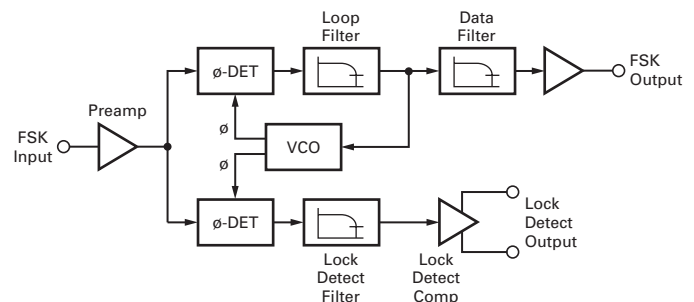 Loop
Filter
Data
Filter
ø-DET
FSK
Output
Preamp
ø
FSK
Input
VCO
ø
ø-DET
Lock
Detect
Output
Lock
Detect
Filter
Lock
Detect
Comp